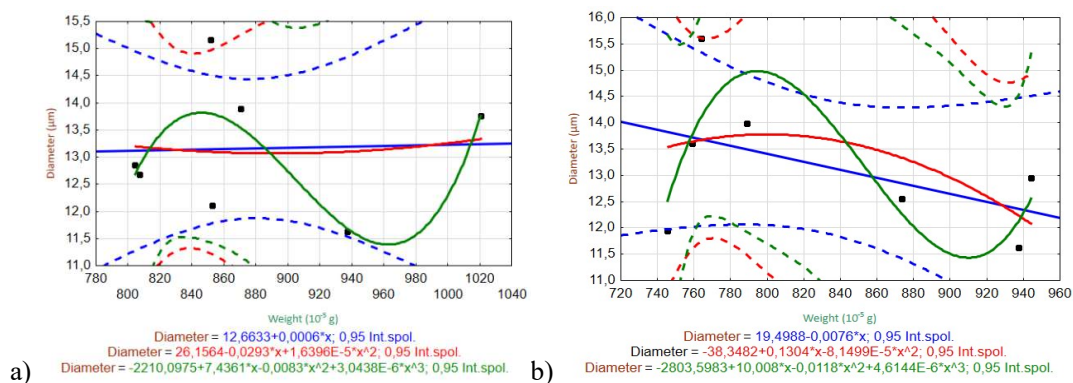 15,5
15,0
14,5
14,0
13,5
13,0
12,5
12,0
11,5
11,0
Diameter (µm)
780 820 860 900 940 980 1020
800 840 880 920 960 1000 1040
Weight (10⁻⁵ g)
Diameter = 12,6633+0,0006*x; 0,95 Int.spol.
Diameter = 26,1564-0,0293*x+1,6396E-5*x^2; 0,95 Int.spol.
Diameter = -2210,0975+7,4361*x-0,0083*x^2+3,0438E-6*x^3; 0,95 Int.spol.
a)
16,0
15,5
15,0
14,5
14,0
13,5
13,0
12,5
12,0
11,5
11,0
Diameter (µm)
720 740 760 780 800 820 840 860 880 900 920 940 960
Weight (10⁻⁵ g)
Diameter = 19,4988-0,0076*x; 0,95 Int.spol.
Diameter = -38,3482+0,1304*x-8,1499E-5*x^2; 0,95 Int.spol.
Diameter = -2803,5983+10,008*x-0,0118*x^2+4,6144E-6*x^3; 0,95 Int.spol.
b)